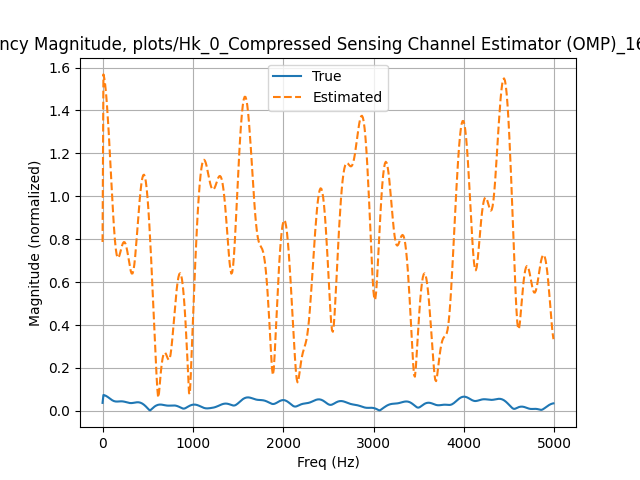 ncy Magnitude, plots/Hk_0_Compressed Sensing Channel Estimator (OMP)_16
True
Estimated
Magnitude (normalized)
1.6
1.4
1.2
1.0
0.8
0.6
0.4
0.2
0.0
0 1000 2000 3000 4000 5000
Freq (Hz)